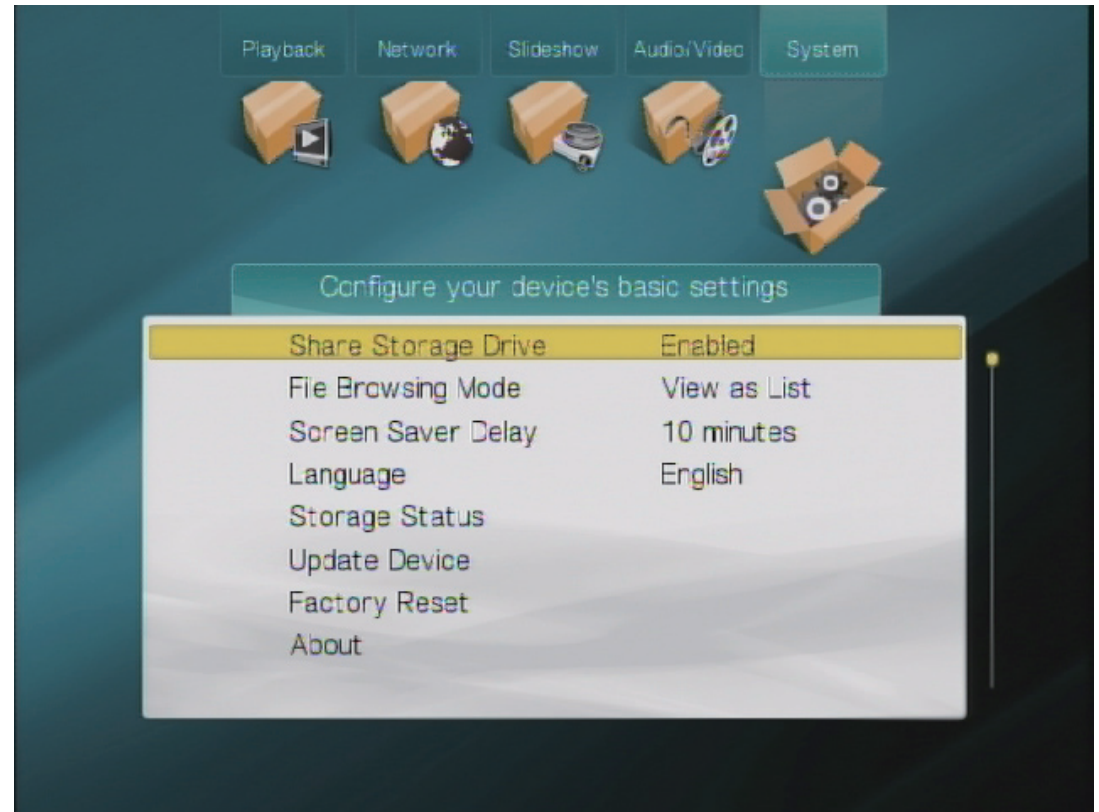 Playback Network Slideshow Audio/Video System
Configure your device's basic settings
Share Storage Drive Enabled
File Browsing Mode View as List
Screen Saver Delay 10 minutes
Language English
Storage Status
Update Device
Factory Reset
About